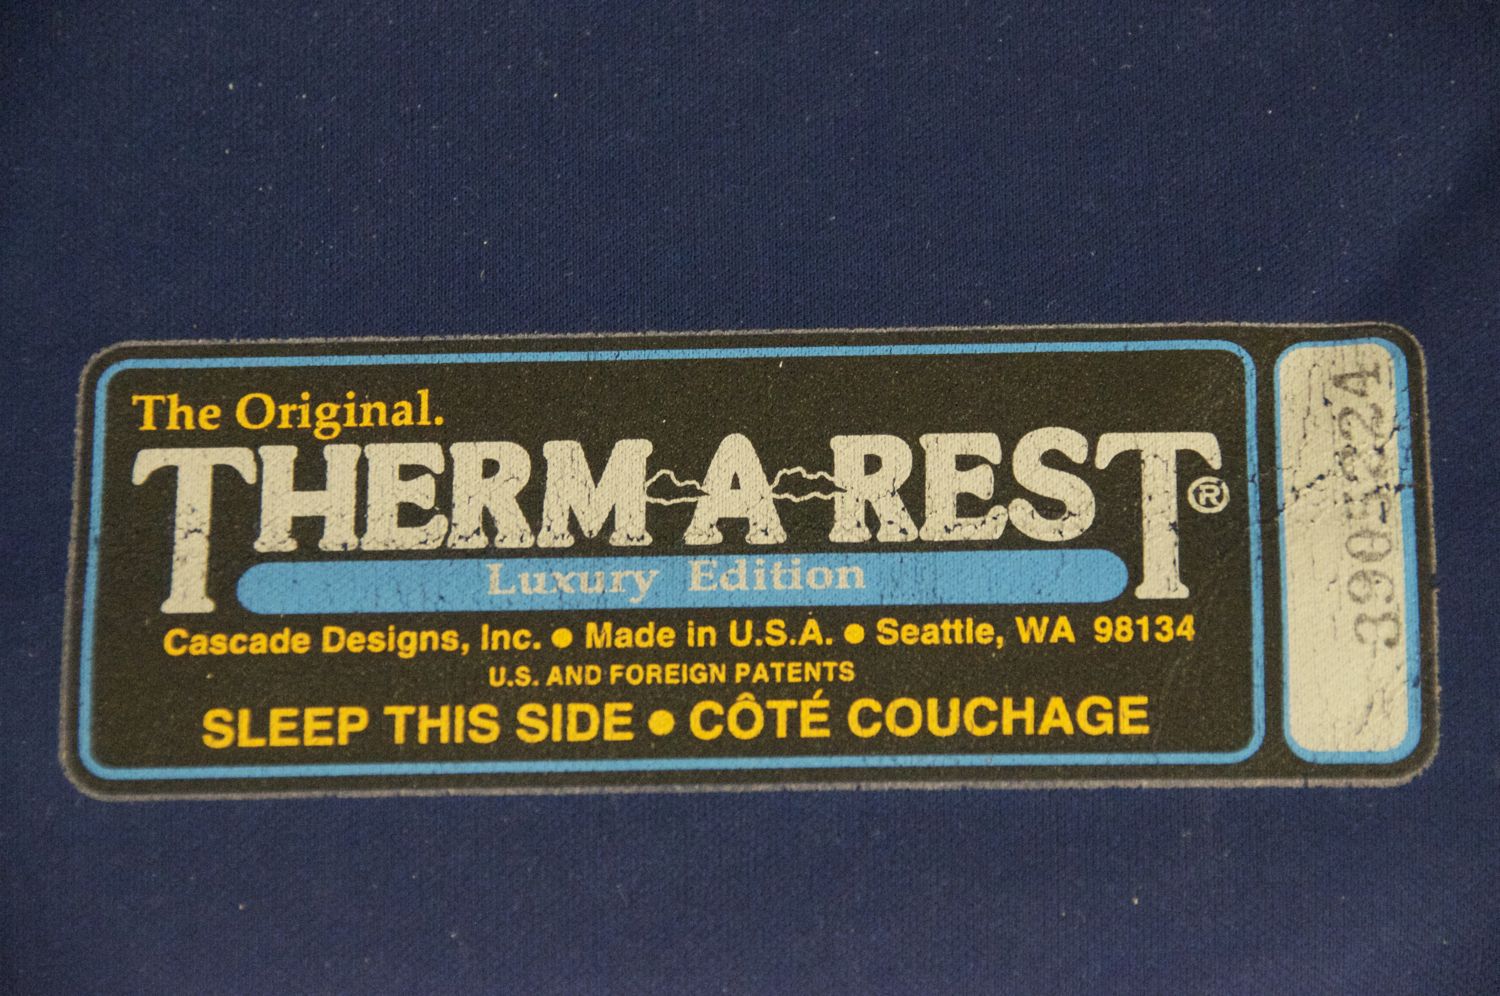 The Original.
THERM-A-REST®
Luxury Edition
Cascade Designs, Inc. ● Made in U.S.A. ● Seattle, WA 98134
U.S. AND FOREIGN PATENTS
SLEEP THIS SIDE ● CÔTÉ COUCHAGE